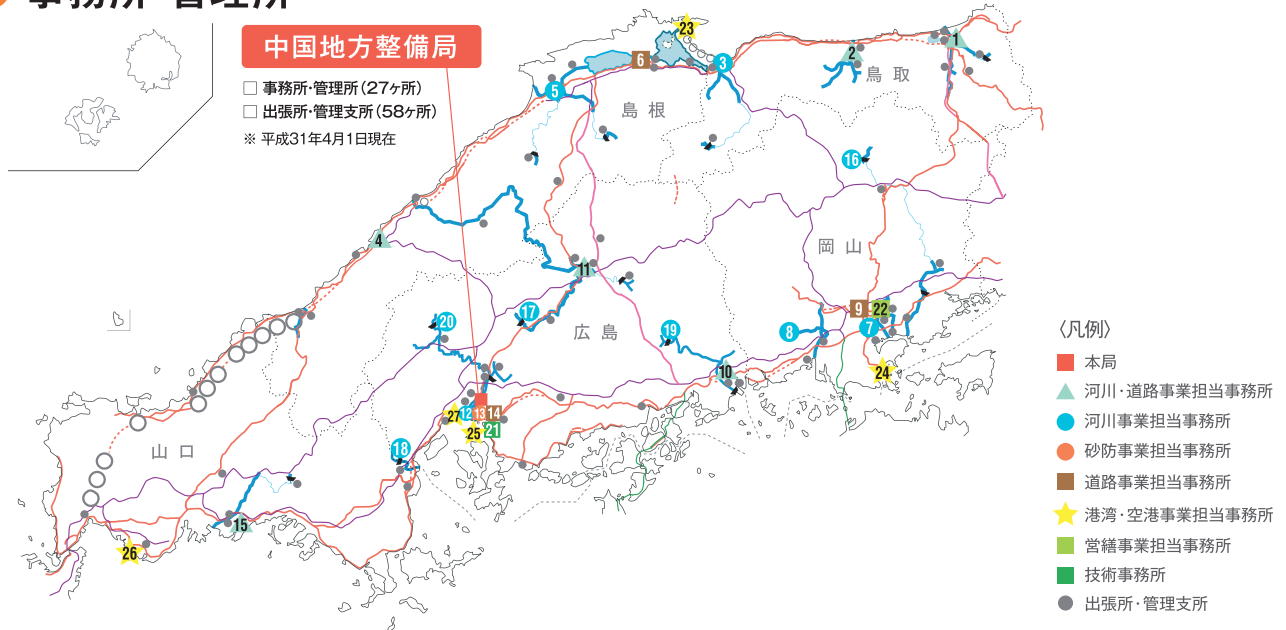 事務所・管理所
中国地方整備局
□ 事務所・管理所(27ヶ所)
□ 出張所・管理支所(58ヶ所)
※ 平成31年4月1日現在
23
1
2
鳥取
6
3
5
島根
16
4
岡山
11
9
22
17
20
広島
19
8
7
10
24
27
12
13
14
25
21
山口
18
15
26
〈凡例〉
本局
河川・道路事業担当事務所
河川事業担当事務所
砂防事業担当事務所
道路事業担当事務所
港湾・空港事業担当事務所
営繕事業担当事務所
技術事務所
出張所・管理支所